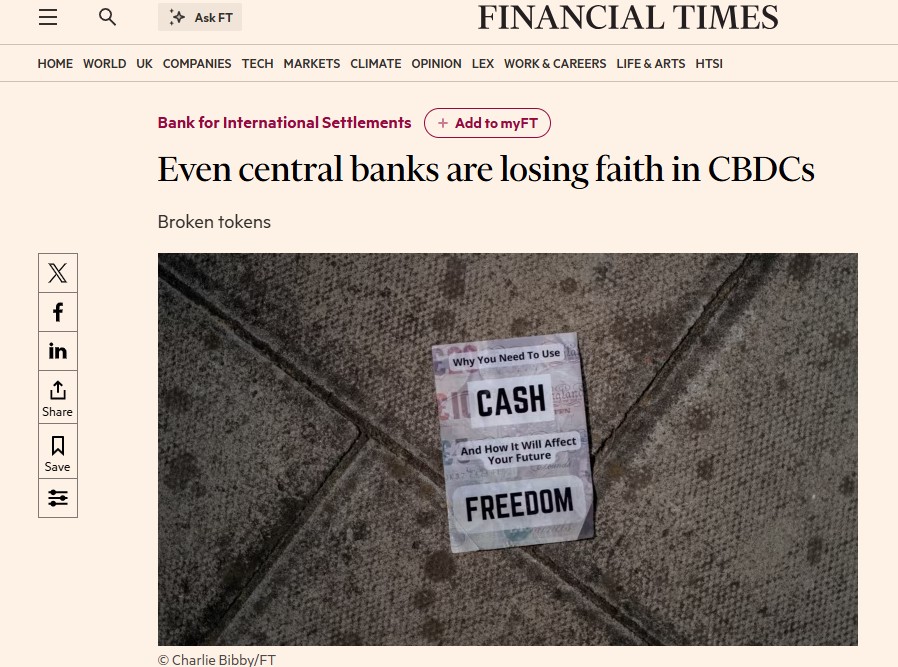 Ask FT
FINANCIAL TIMES
HOME WORLD UK COMPANIES TECH MARKETS CLIMATE OPINION LEX WORK & CAREERS LIFE & ARTS HTSI
Bank for International Settlements + Add to myFT
Even central banks are losing faith in CBDCs
Broken tokens
X
f
in
Share
Save
Why You Need To Use
CASH
And How It Will Affect
Your Future
FREEDOM
© Charlie Bibby/FT